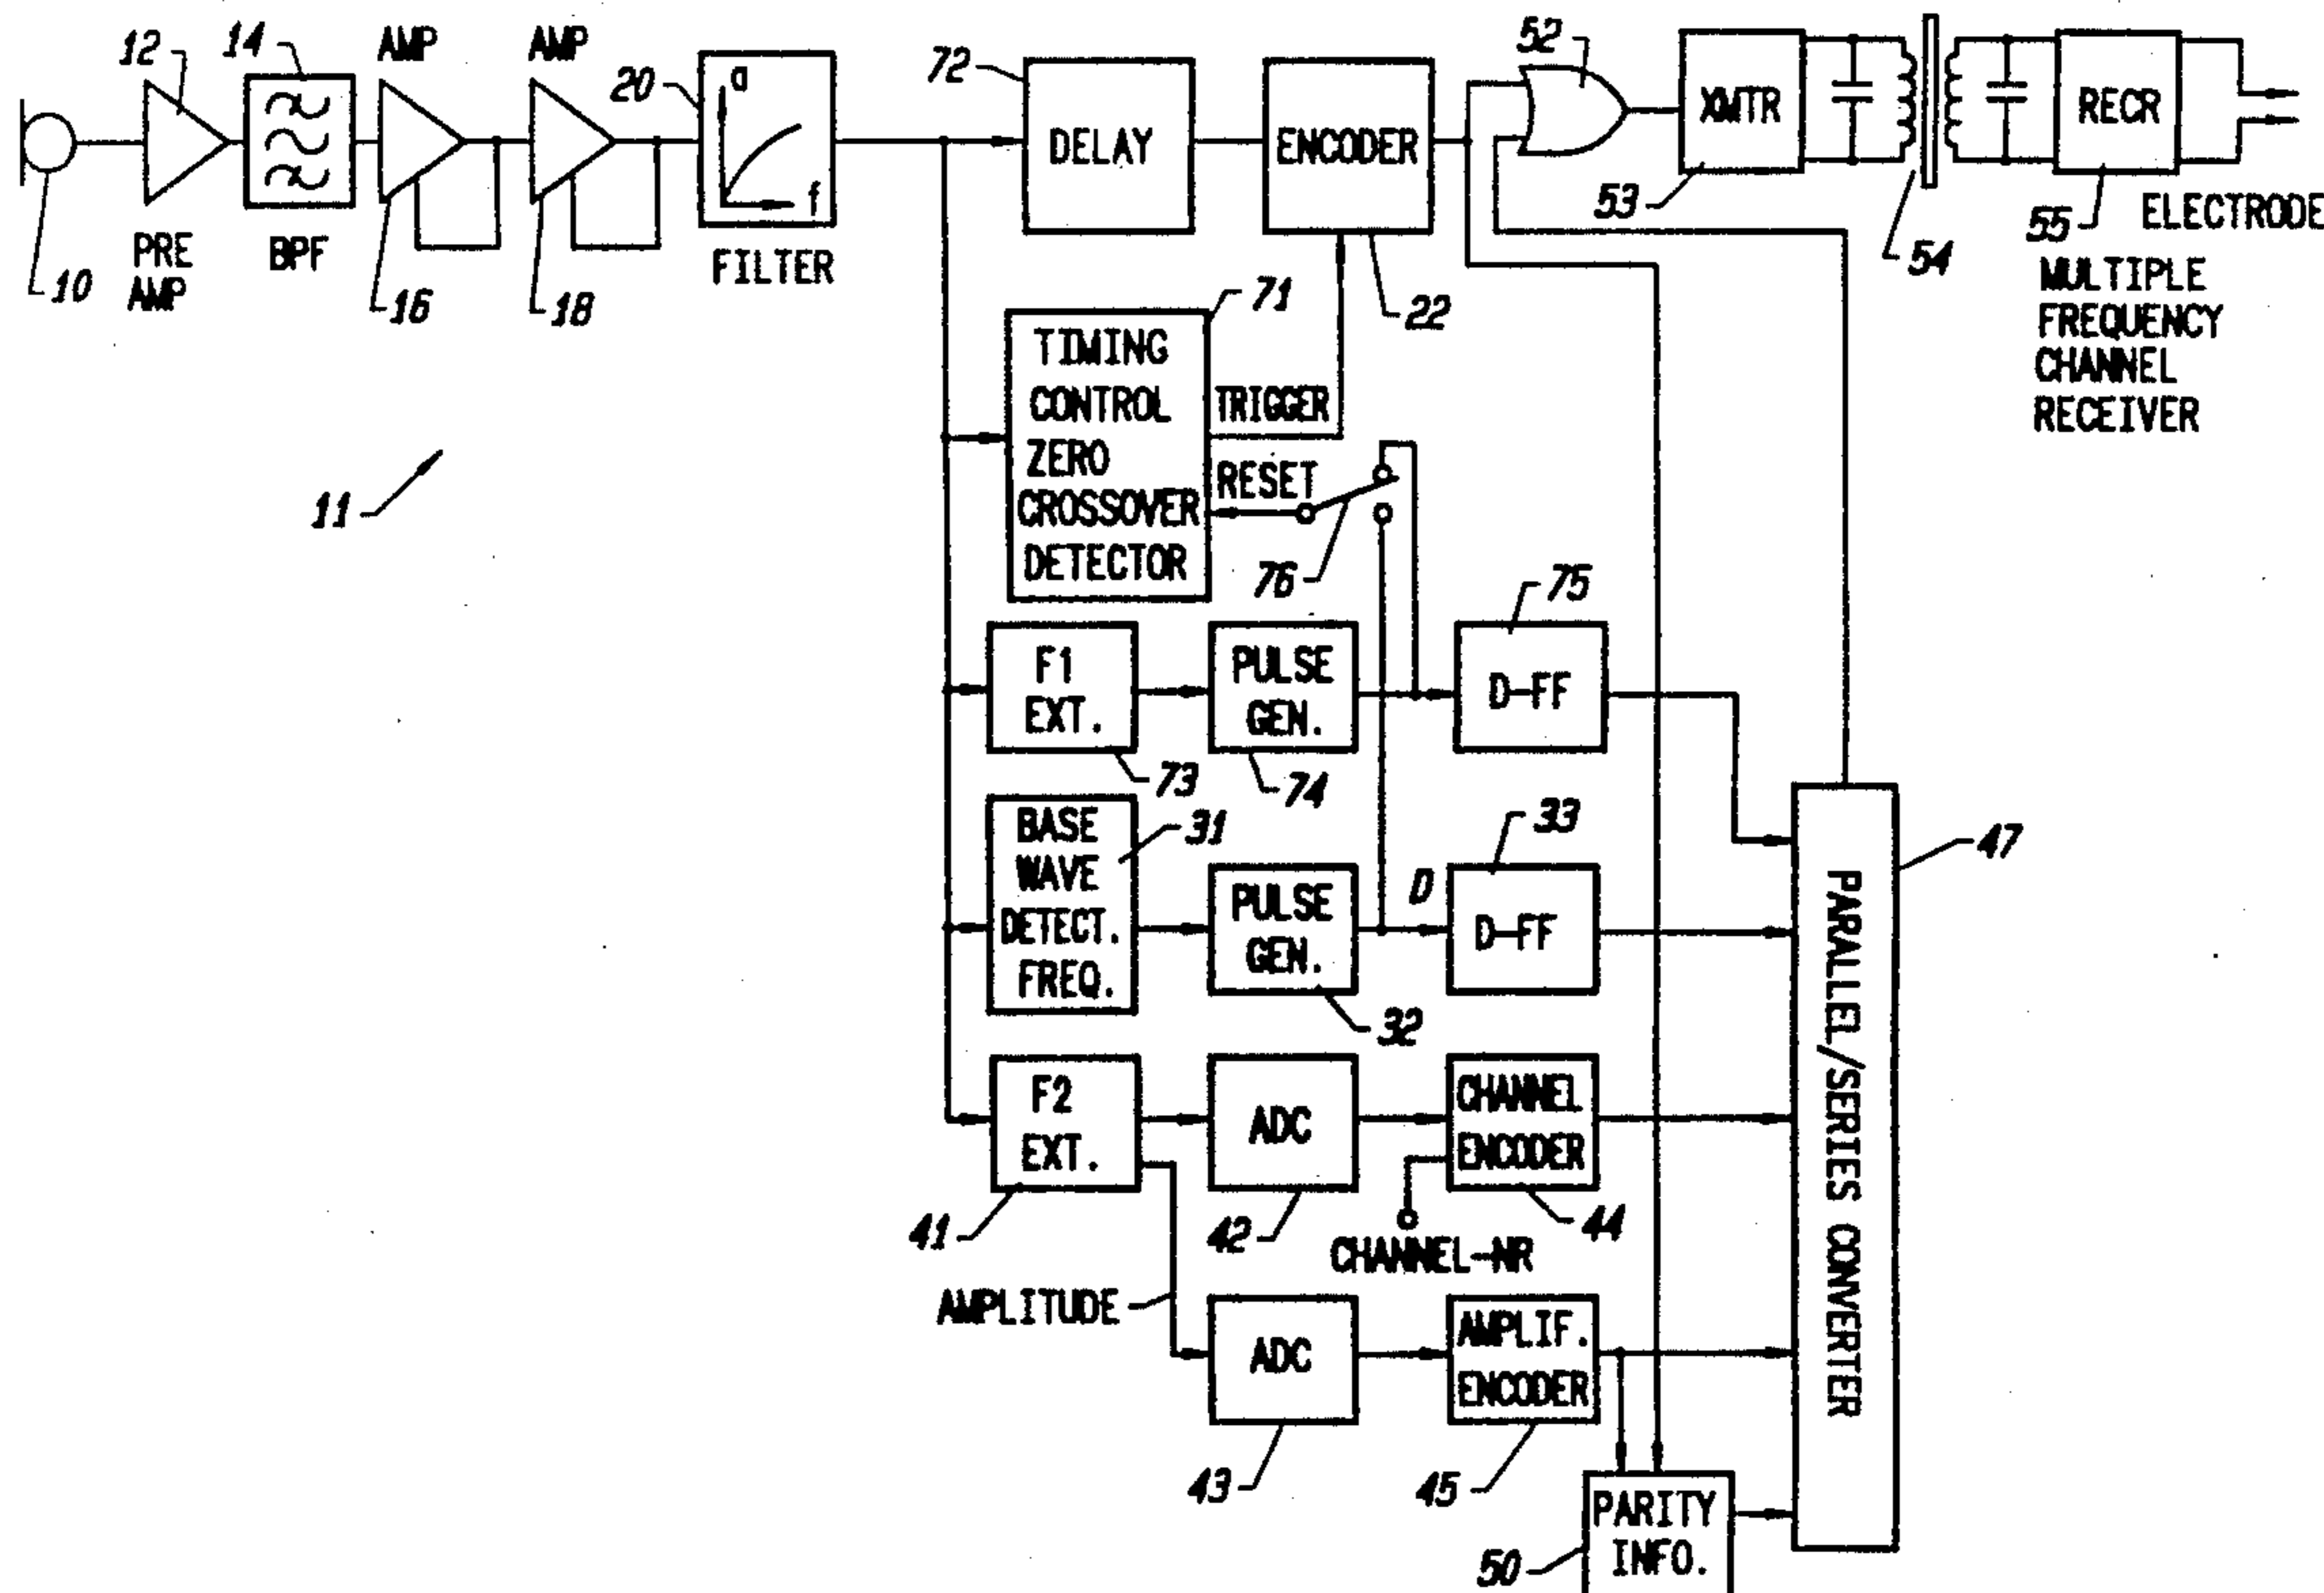 12
14
AMP
AMP
20
a
f
72
DELAY
ENCODER
52
XMTR
RECR
53
54
55
ELECTRODE
10
PRE
AMP
BPF
16
18
FILTER
71
22
MULTIPLE
FREQUENCY
CHANNEL
RECEIVER
TIMING
CONTROL
ZERO
CROSSOVER
DETECTOR
TRIGGER
RESET
76
11
75
F1
EXT.
PULSE
GEN.
D-FF
73
74
BASE
WAVE
DETECT.
FREQ.
31
33
47
PULSE
GEN.
D
D-FF
32
PARALLEL/SERIES CONVERTER
F2
EXT.
ADC
CHANNEL
ENCODER
41
42
44
CHANNEL-NR
AMPLITUDE
ADC
AMPLIF.
ENCODER
43
45
PARITY
INFO.
50